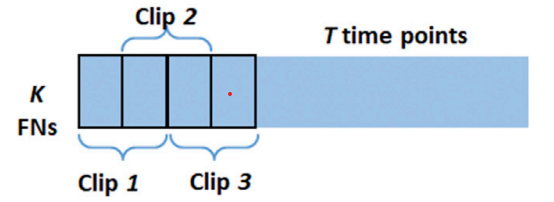 Clip 2
T time points
K
FNs
Clip 1
Clip 3